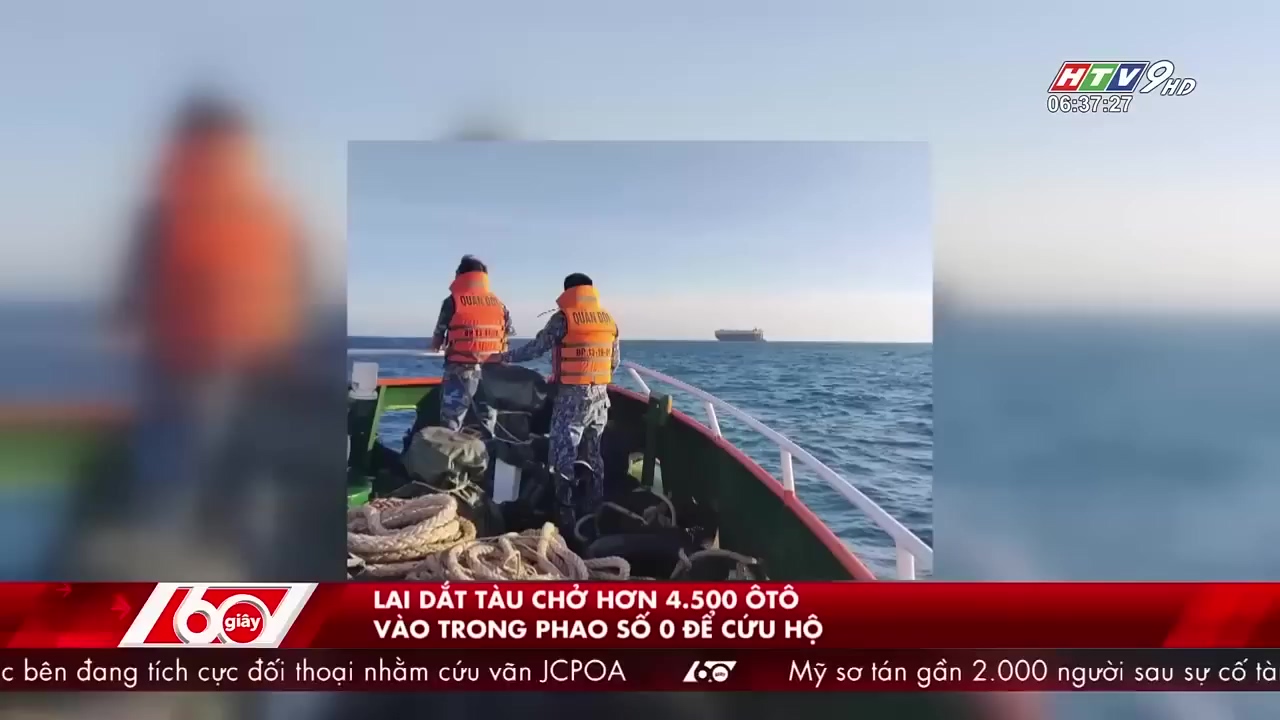 HTV9 HD
06:37:27
QUÂN ĐỘI
QUÂN ĐỘI
60 giây
LAI DẮT TÀU CHỞ HƠN 4.500 ÔTÔ
VÀO TRONG PHAO SỐ 0 ĐỂ CỨU HỘ
c bên đang tích cực đối thoại nhằm cứu vãn JCPOA 60 giây Mỹ sơ tán gần 2.000 người sau sự cố tà